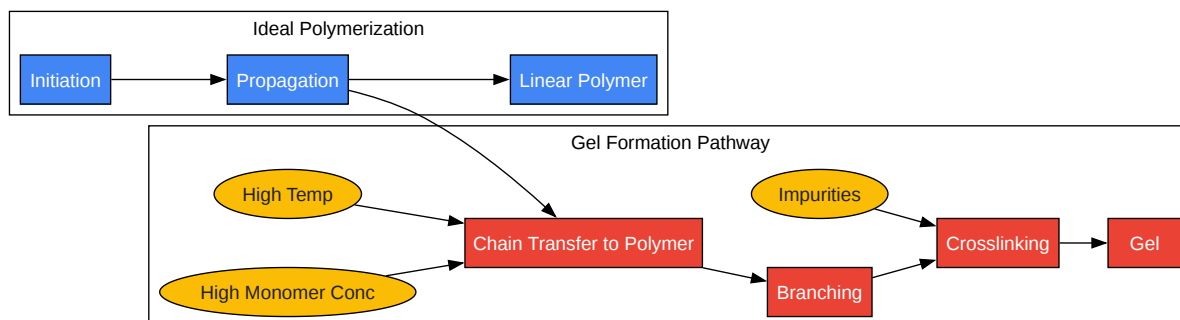 Ideal Polymerization
Initiation
Propagation
Linear Polymer
Gel Formation Pathway
High Temp
Impurities
Chain Transfer to Polymer
Crosslinking
Gel
High Monomer Conc
Branching